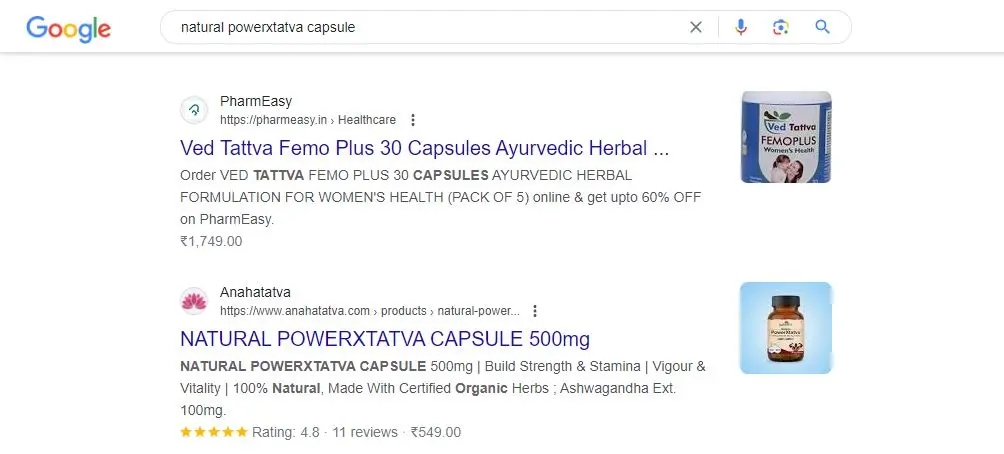 Google
natural powerxtatva capsule
PharmEasy
https://pharmeasy.in › Healthcare
Ved Tattva Femo Plus 30 Capsules Ayurvedic Herbal ...
Order VED TATTVA FEMO PLUS 30 CAPSULES AYURVEDIC HERBAL
FORMULATION FOR WOMEN'S HEALTH (PACK OF 5) online & get upto 60% OFF
on PharmEasy.
₹1,749.00
Ved Tattva
FEMOPLUS
Women's Health
Anahatatva
https://www.anahatatva.com › products › natural-power...
NATURAL POWERXTATVA CAPSULE 500mg
NATURAL POWERXTATVA CAPSULE 500mg | Build Strength & Stamina | Vigour &
Vitality | 100% Natural, Made With Certified Organic Herbs ; Ashwagandha Ext.
100mg.
Rating: 4.8 · 11 reviews · ₹549.00
PowerXTatva